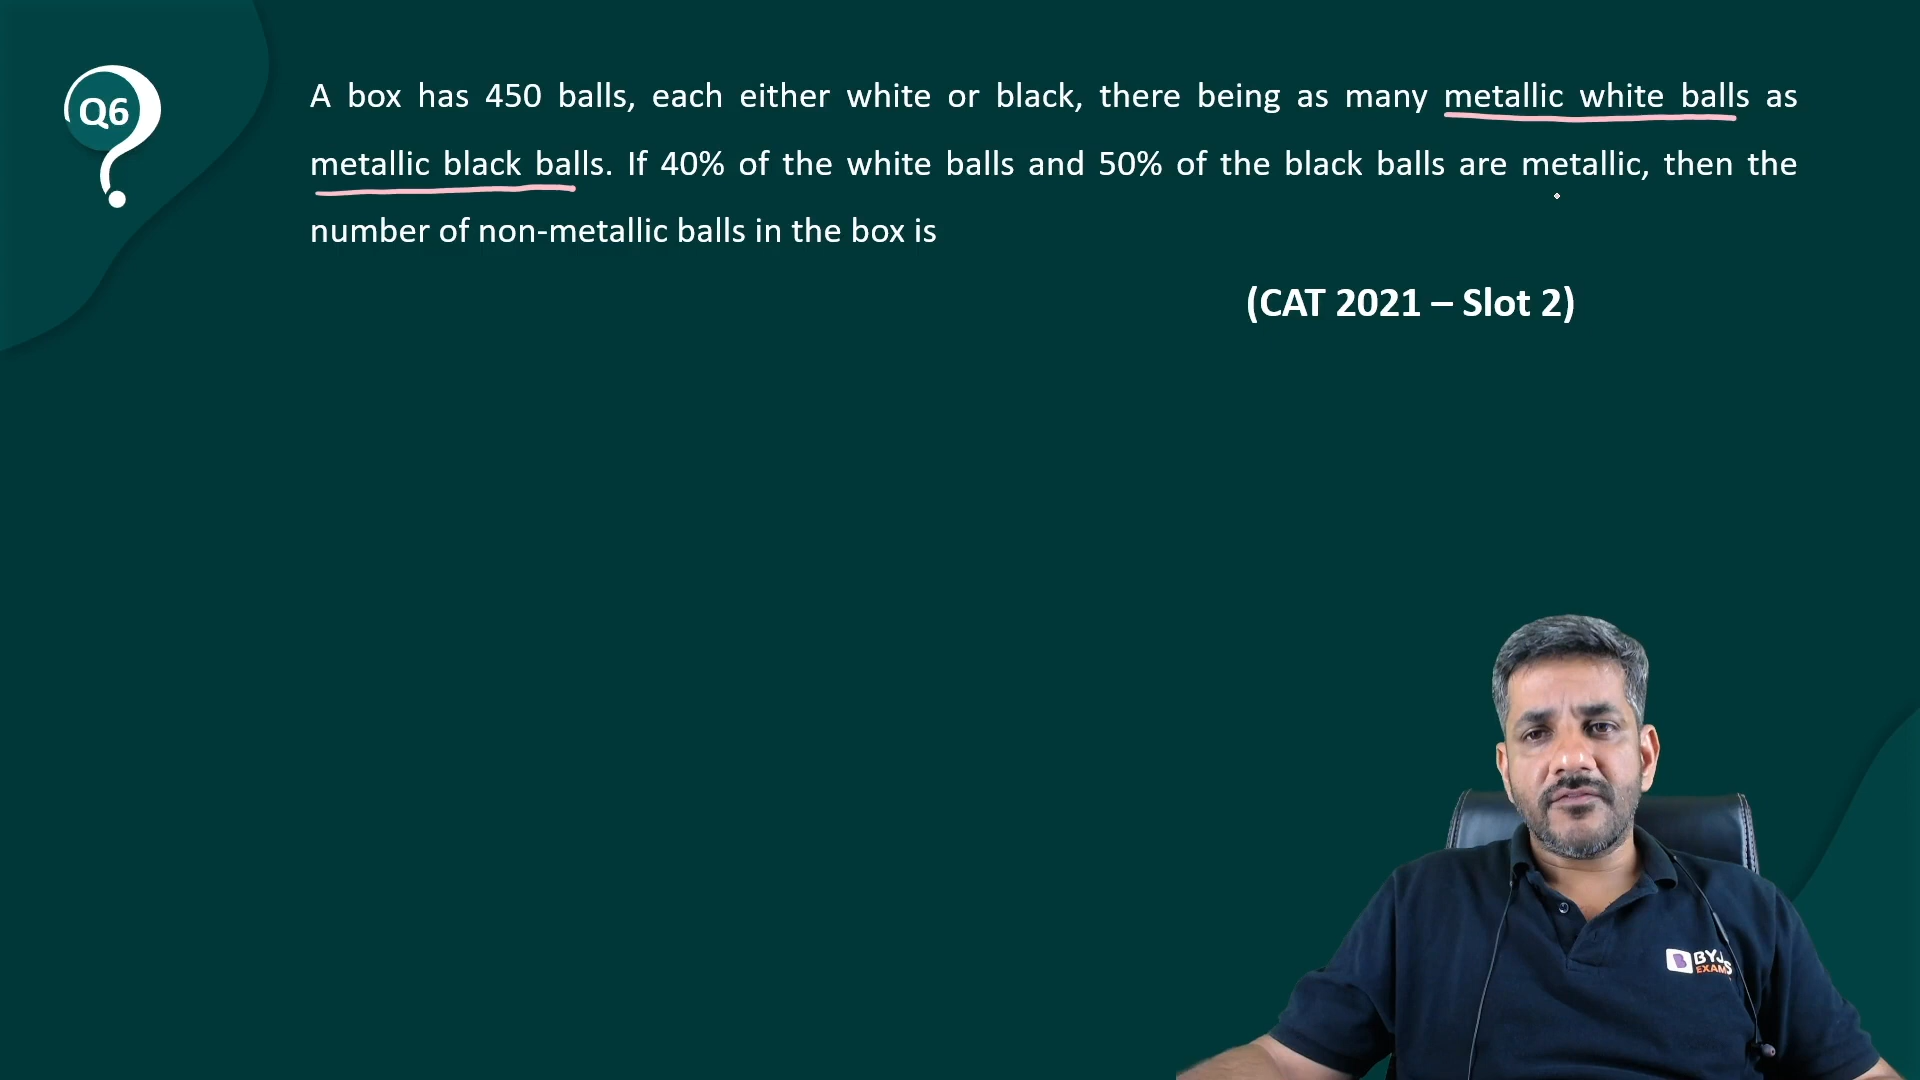 Q6
A box has 450 balls, each either white or black, there being as many metallic white balls as
metallic black balls. If 40% of the white balls and 50% of the black balls are metallic, then the
number of non-metallic balls in the box is
(CAT 2021 – Slot 2)